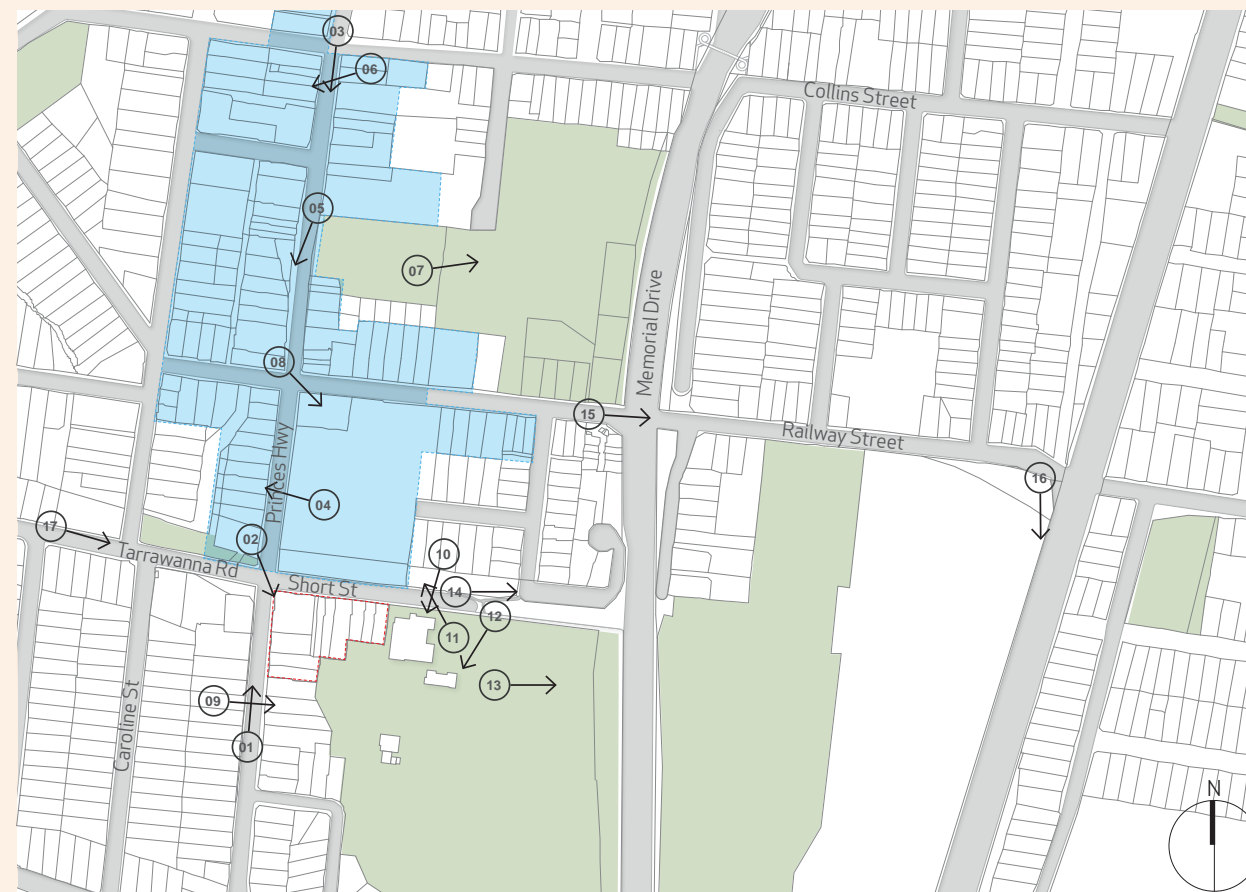 03
06
Collins Street
05
07
Memorial Drive
08
15
Railway Street
Princes Hwy
16
04
17
02
Tarrawanna Rd
10
Short St
14
12
11
13
09
Caroline St
01
N